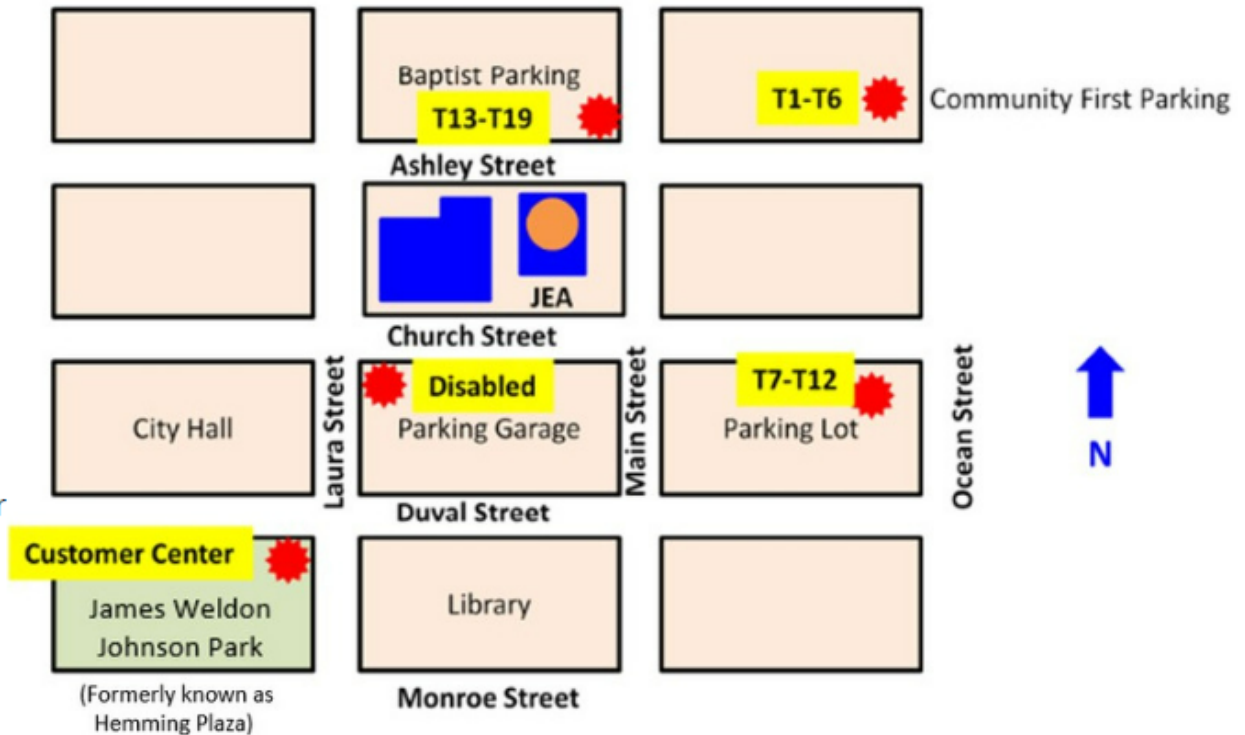 Baptist Parking
T13-T19
T1-T6
Community First Parking
Ashley Street
JEA
Church Street
Laura Street
Main Street
Ocean Street
Disabled
T7-T12
City Hall
Parking Garage
Parking Lot
N
Duval Street
r
Customer Center
James Weldon
Johnson Park
Library
(Formerly known as
Hemming Plaza)
Monroe Street